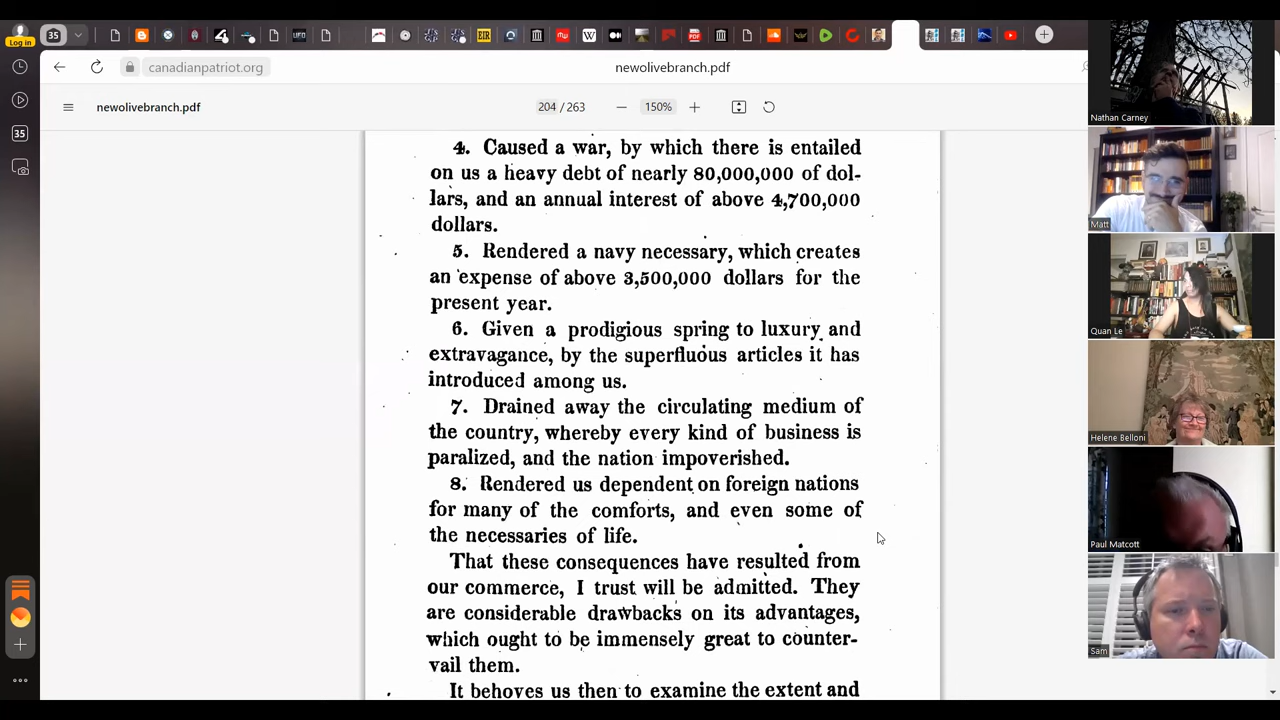 35
Log in
canadianpatriot.org
newolivebranch.pdf
newolivebranch.pdf
204 / 263
150%
35
4. Caused a war, by which there is entailed
on us a heavy debt of nearly 80,000,000 of dol-
lars, and an annual interest of above 4,700,000
dollars.
5. Rendered a navy necessary, which creates
an expense of above 3,500,000 dollars for the
present year.
6. Given a prodigious spring to luxury and
extravagance, by the superfluous articles it has
introduced among us.
7. Drained away the circulating medium of
the country, whereby every kind of business is
paralized, and the nation impoverished.
8. Rendered us dependent on foreign nations
for many of the comforts, and even some of
the necessaries of life.
That these consequences have resulted from
our commerce, I trust will be admitted. They
are considerable drawbacks on its advantages,
which ought to be immensely great to counter-
vail them.
It behoves us then to examine the extent and
Nathan Carney
Matt
Quan Le
Helene Belloni
Paul Matcott
Sam